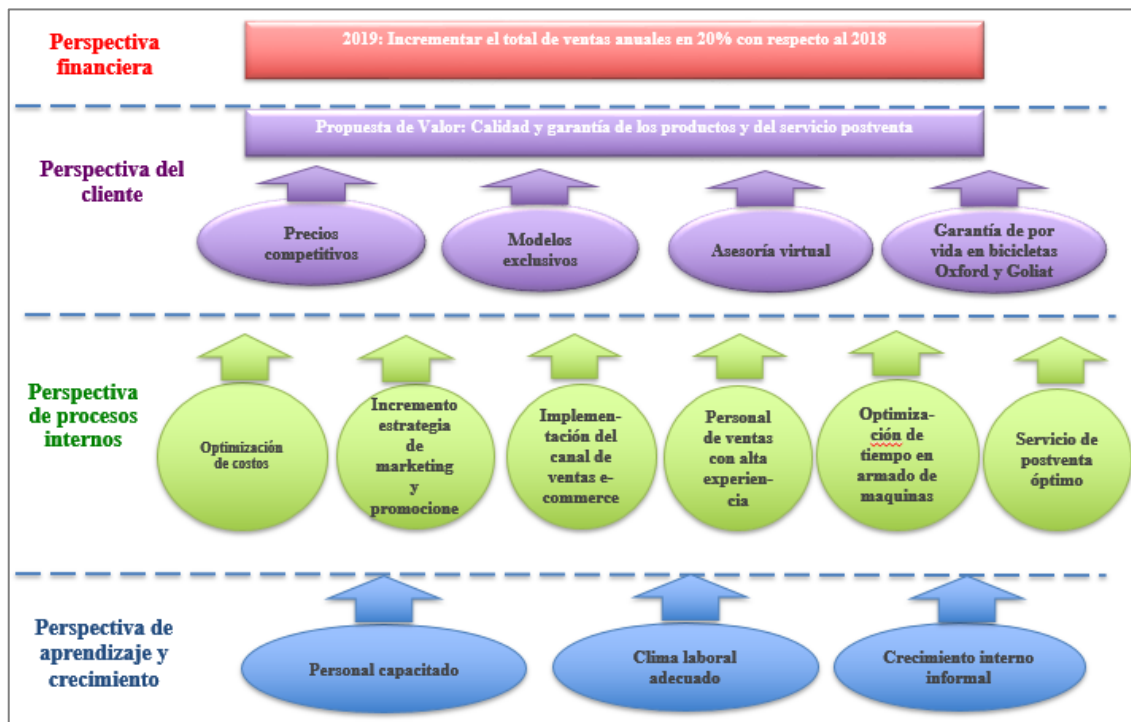 Perspectiva
financiera
2019: Incrementar el total de ventas anuales en 20% con respecto al 2018
Propuesta de Valor: Calidad y garantía de los productos y del servicio postventa
Perspectiva del
cliente
Precios
competitivos
Modelos
exclusivos
Asesoría virtual
Garantía de por
vida en bicicletas
Oxford y Goliat
Perspectiva
de procesos
internos
Optimización
de costos
Incremento
estrategia
de
marketing
y
promocione
Implemen-
tación del
canal de
ventas e-
commerce
Personal
de ventas
con alta
experien-
cia
Optimiza-
ción de
tiempo en
armado de
maquinas
Servicio de
postventa
óptimo
Perspectiva de
aprendizaje y
crecimiento
Personal capacitado
Clima laboral
adecuado
Crecimiento interno
informal